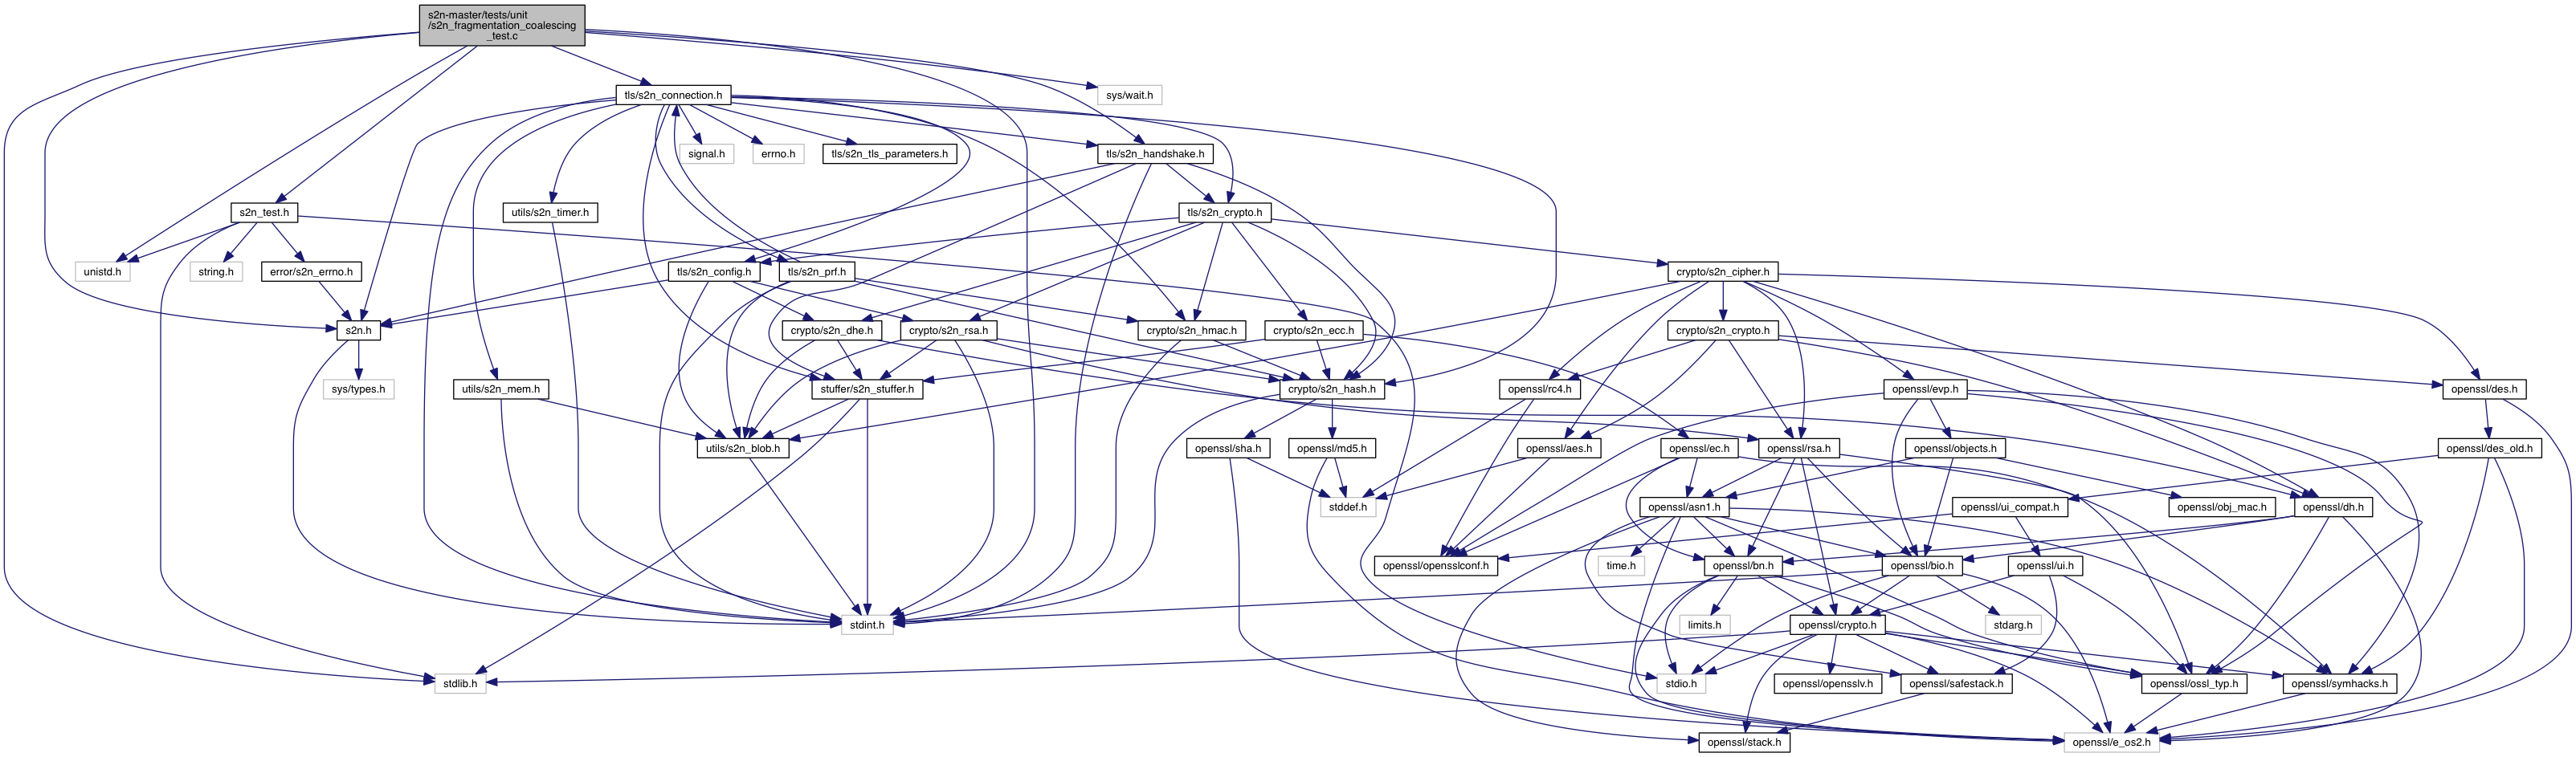 s2n-master/tests/unit
/s2n_fragmentation_coalescing
_test.c
tls/s2n_connection.h
sys/wait.h
signal.h
errno.h
tls/s2n_tls_parameters.h
tls/s2n_handshake.h
s2n_test.h
utils/s2n_timer.h
tls/s2n_crypto.h
unistd.h
string.h
error/s2n_errno.h
tls/s2n_config.h
tls/s2n_prf.h
crypto/s2n_cipher.h
s2n.h
crypto/s2n_dhe.h
crypto/s2n_rsa.h
crypto/s2n_hmac.h
crypto/s2n_ecc.h
crypto/s2n_crypto.h
sys/types.h
utils/s2n_mem.h
stuffer/s2n_stuffer.h
crypto/s2n_hash.h
openssl/rc4.h
openssl/evp.h
openssl/des.h
utils/s2n_blob.h
openssl/sha.h
openssl/md5.h
openssl/aes.h
openssl/ec.h
openssl/rsa.h
openssl/objects.h
openssl/des_old.h
stddef.h
openssl/asn1.h
openssl/ui_compat.h
openssl/obj_mac.h
openssl/dh.h
openssl/opensslconf.h
time.h
openssl/bn.h
openssl/bio.h
openssl/ui.h
stdint.h
limits.h
openssl/crypto.h
stdarg.h
stdlib.h
stdio.h
openssl/opensslv.h
openssl/safestack.h
openssl/ossl_typ.h
openssl/symhacks.h
openssl/stack.h
openssl/e_os2.h